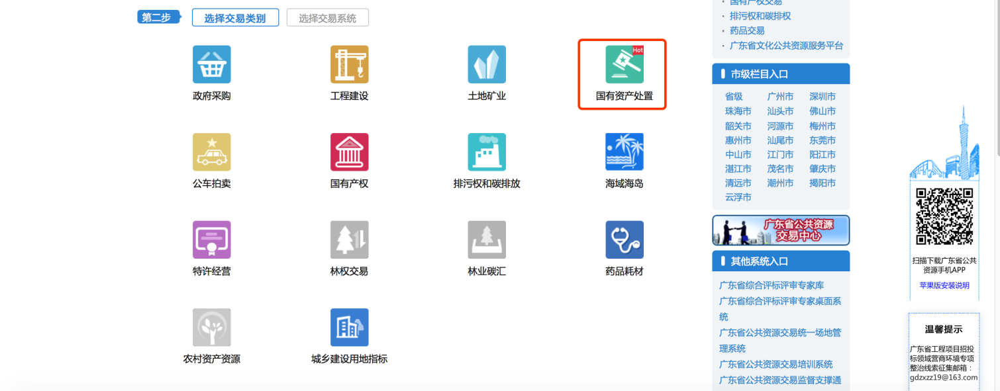 第二步
选择交易类别
选择交易系统
Hot
政府采购
工程建设
土地矿业
国有资产处置
公车拍卖
国有产权
排污权和碳排放
海域海岛
特许经营
林权交易
林业碳汇
药品耗材
农村资产资源
城乡建设用地指标
· 国有产权交易
· 排污权和碳排权
· 药品交易
· 广东省文化公共资源服务平台
市级栏目入口
省级 广州市 深圳市
珠海市 汕头市 佛山市
韶关市 河源市 梅州市
惠州市 汕尾市 东莞市
中山市 江门市 阳江市
湛江市 茂名市 肇庆市
清远市 潮州市 揭阳市
云浮市
广东省公共资源
交易中心
其他系统入口
广东省综合评标评审专家库
广东省综合评标评审专家桌面系
统
广东省公共资源交易统一场地管
理系统
广东省公共资源交易培训系统
广东省公共资源交易监督支撑通
扫描下载广东省公共
资源手机APP
苹果版安装说明
温馨提示
广东省工程项目招投
标领域营商环境专项
整治线索征集邮箱：
gdzxzz19@163.com